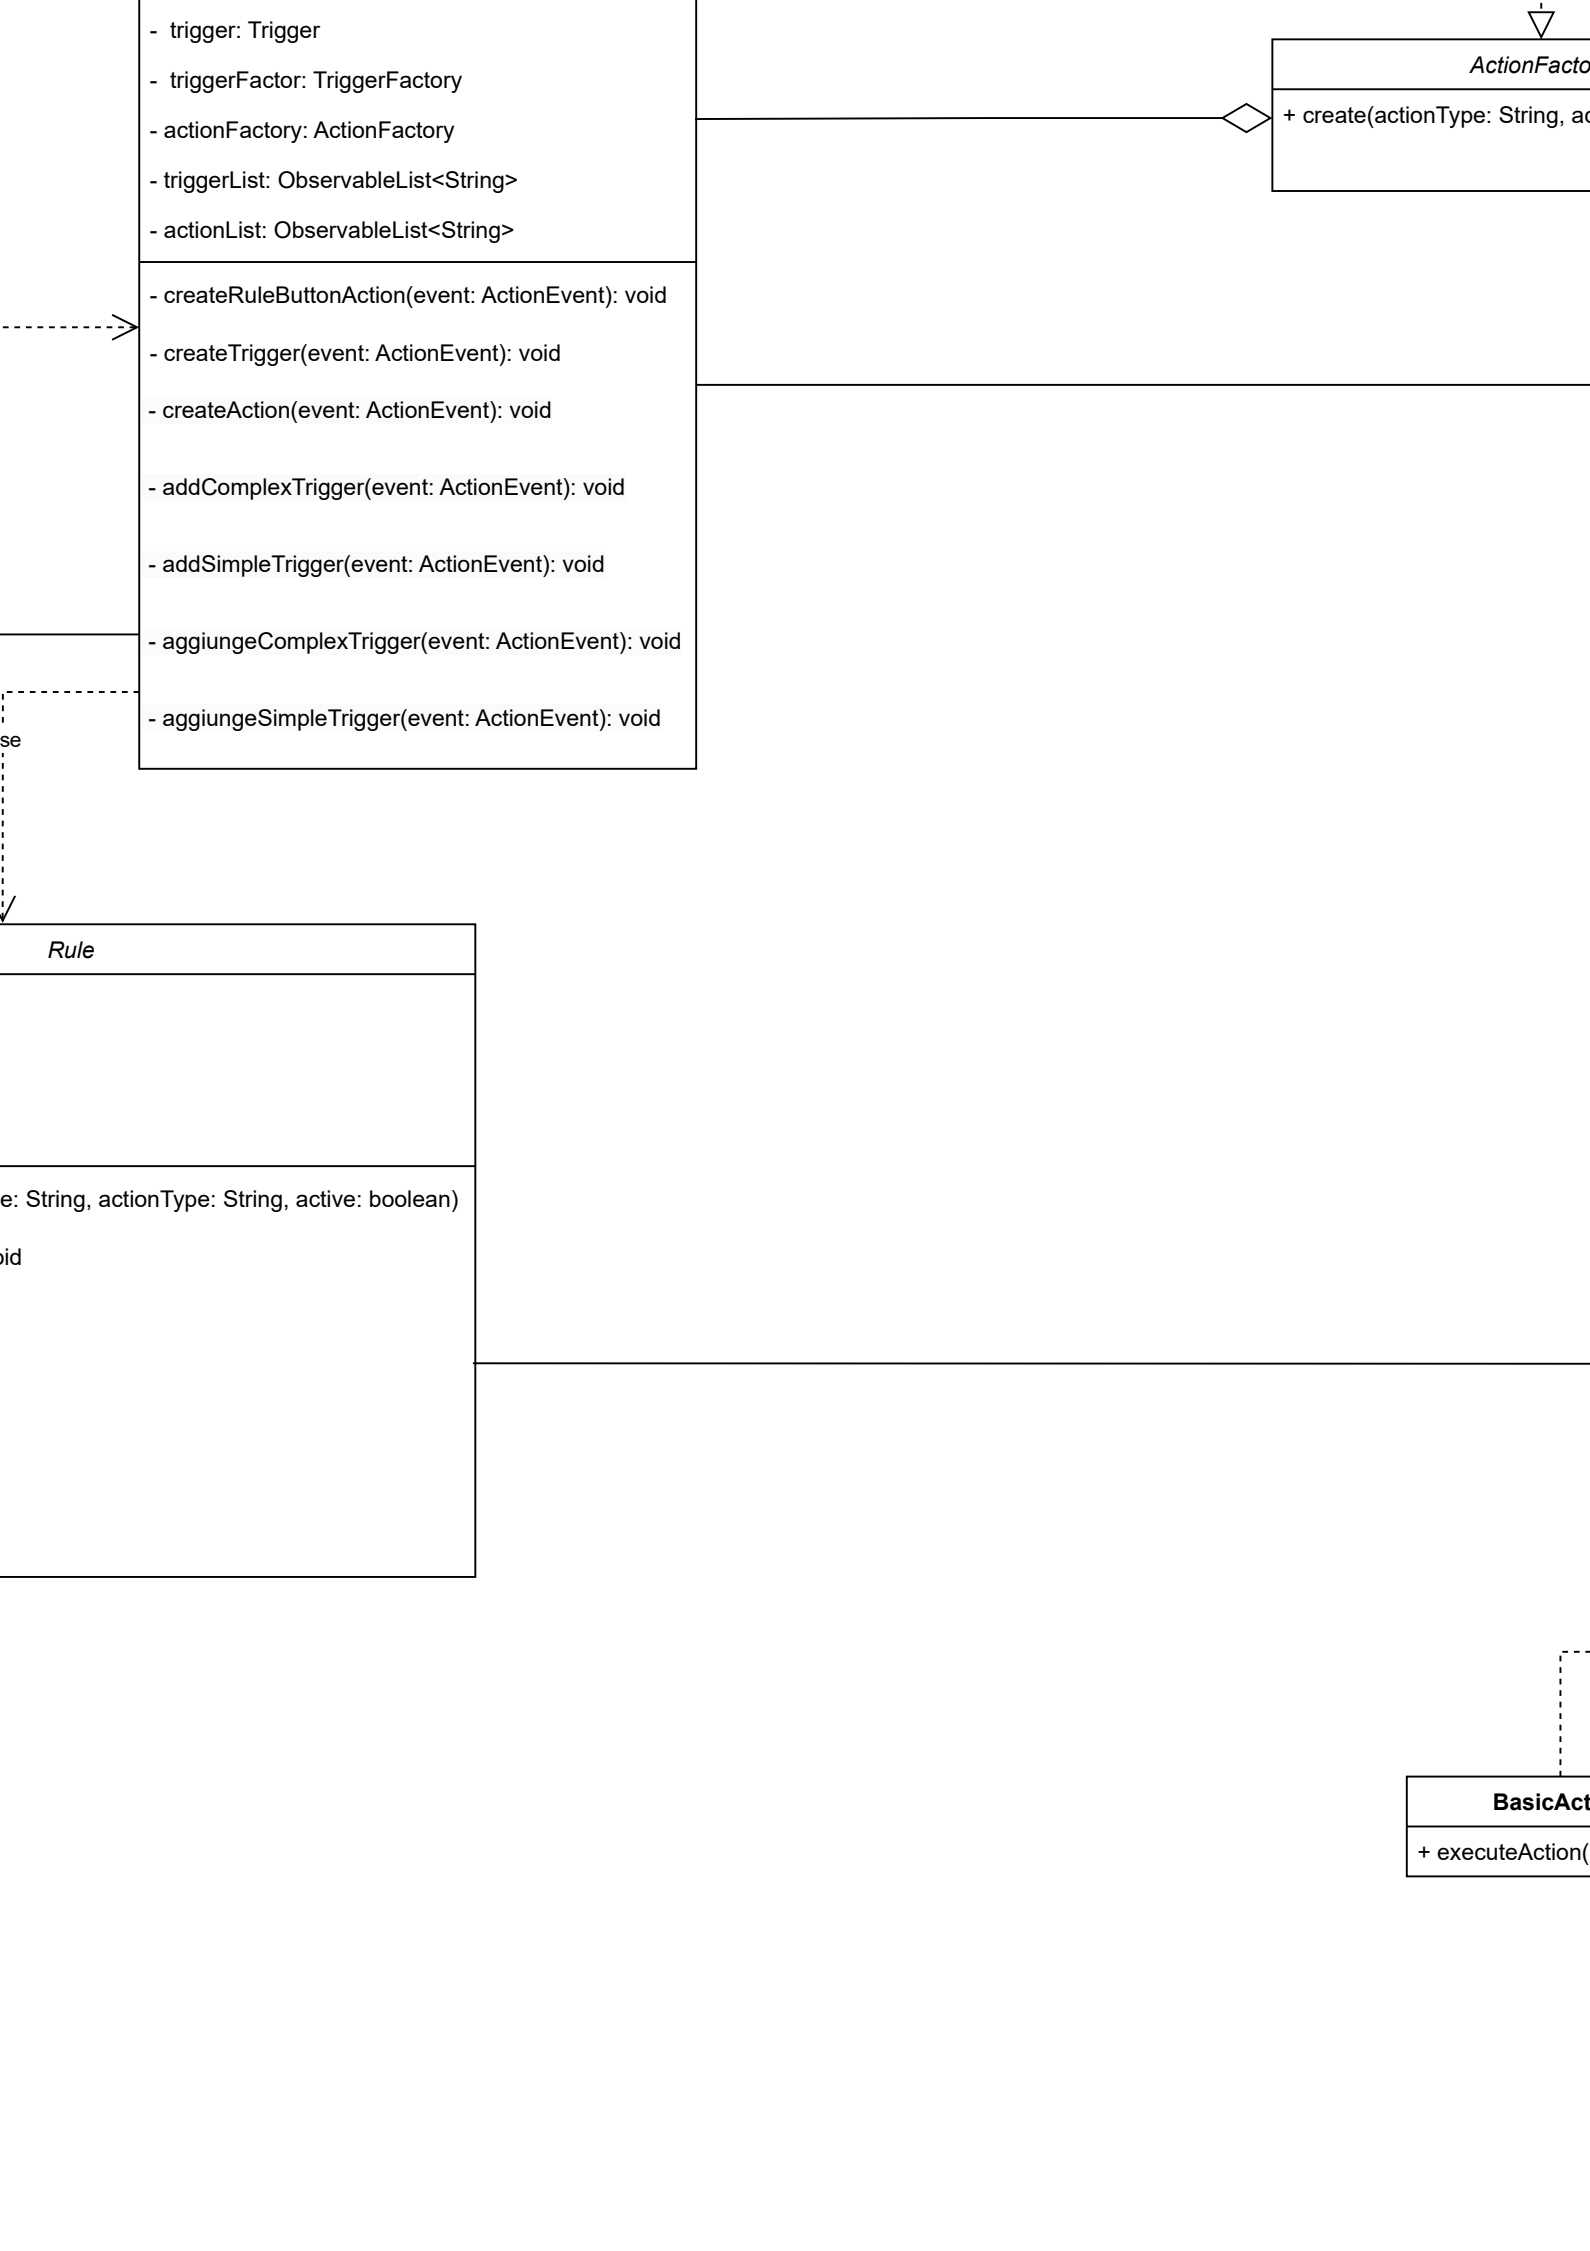 - trigger: Trigger
- triggerFactor: TriggerFactory
- actionFactory: ActionFactory
- triggerList: ObservableList<String>
- actionList: ObservableList<String>
- createRuleButtonAction(event: ActionEvent): void
- createTrigger(event: ActionEvent): void
- createAction(event: ActionEvent): void
- addComplexTrigger(event: ActionEvent): void
- addSimpleTrigger(event: ActionEvent): void
- aggiungeComplexTrigger(event: ActionEvent): void
- aggiungeSimpleTrigger(event: ActionEvent): void
ActionFacto
+ create(actionType: String, ac
se
Rule
e: String, actionType: String, active: boolean)
oid
BasicAct
+ executeAction(